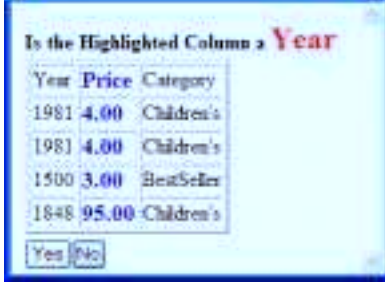 Is the Highlighted Column a Year
Year Price Category
1981 4.00 Children's
1981 4.00 Children's
1500 3.00 BestSeller
1848 95.00 Children's
Yes No